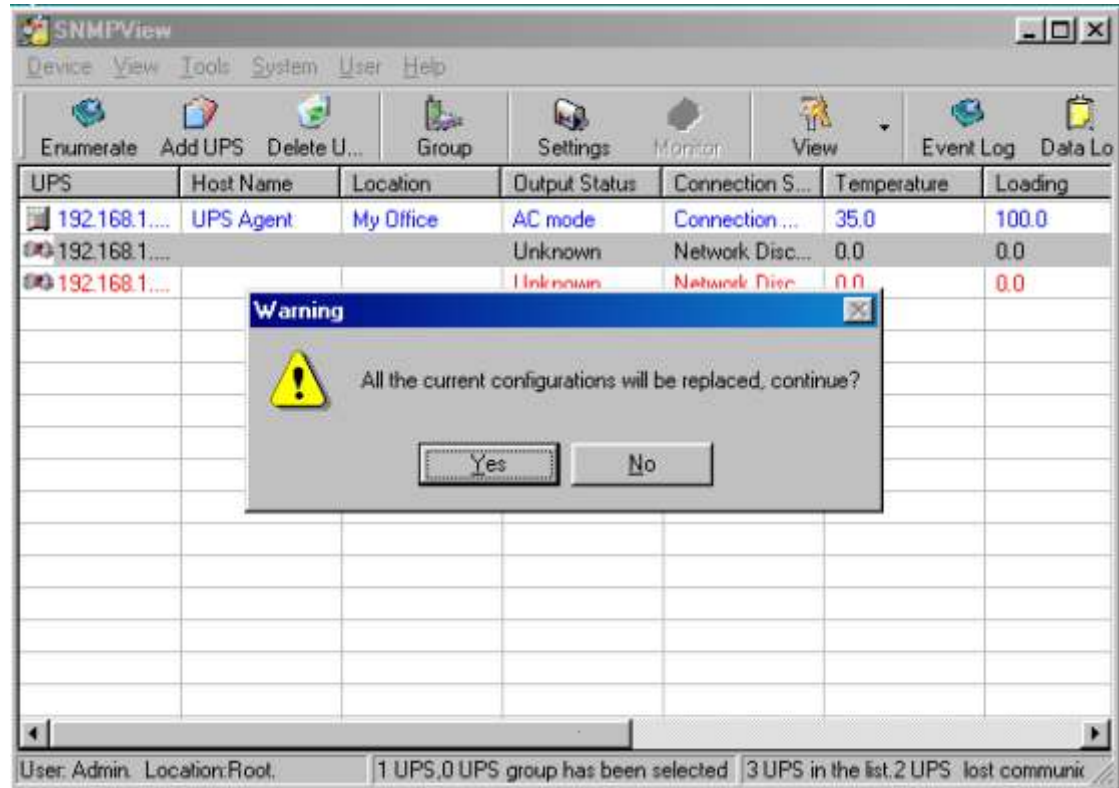 SNMPView
Device View Tools System User Help
Enumerate Add UPS Delete U... Group Settings Monitor View Event Log Data Lo
UPS Host Name Location Output Status Connection S... Temperature Loading
192.168.1.... UPS Agent My Office AC mode Connection ... 35.0 100.0
192.168.1.... Unknown Network Disc... 0.0 0.0
192.168.1.... Unknown Network Disc... 0.0 0.0
Warning
All the current configurations will be replaced, continue?
Yes No
User: Admin. Location:Root. 1 UPS,0 UPS group has been selected 3 UPS in the list.2 UPS lost communic